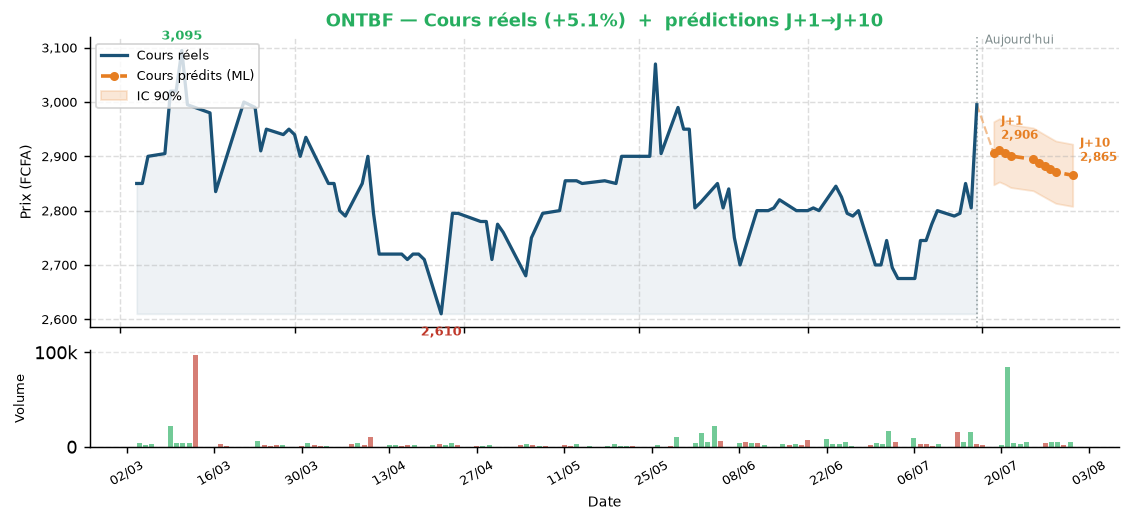 ONTBF — Cours réels (+5.1%)  +  prédictions J+1→J+10
3,095
Aujourd'hui
Cours réels
Cours prédits (ML)
IC 90%
J+1
2,906
J+10
2,865
2,610
Prix (FCFA)
3,100
3,000
2,900
2,800
2,700
2,600
Volume
100k
0
02/03
16/03
30/03
13/04
27/04
11/05
25/05
08/06
22/06
06/07
20/07
03/08
Date